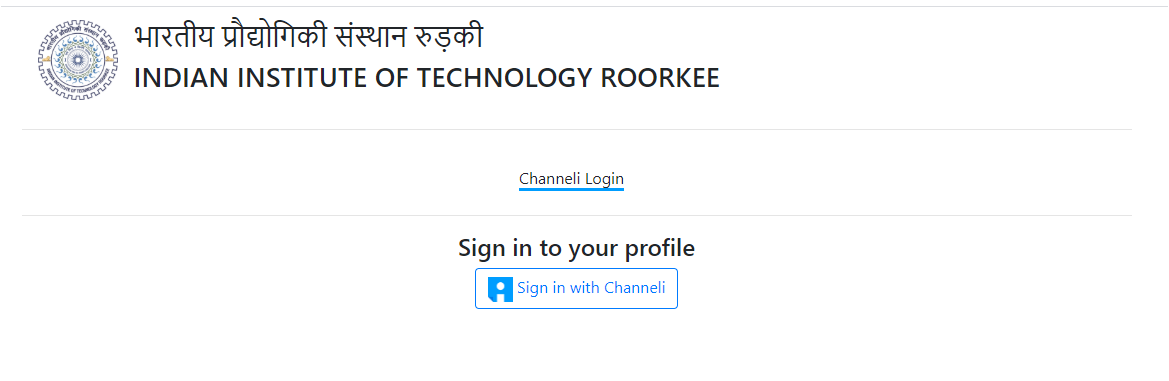 भारतीय प्रौद्योगिकी संस्थान रुड़की
INDIAN INSTITUTE OF TECHNOLOGY ROORKEE
Channeli Login
Sign in to your profile
Sign in with Channeli